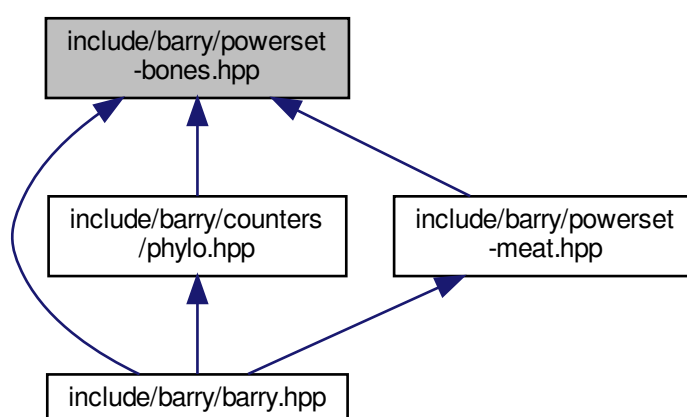 include/barry/powerset
-bones.hpp
include/barry/counters
/phylo.hpp
include/barry/powerset
-meat.hpp
include/barry/barry.hpp